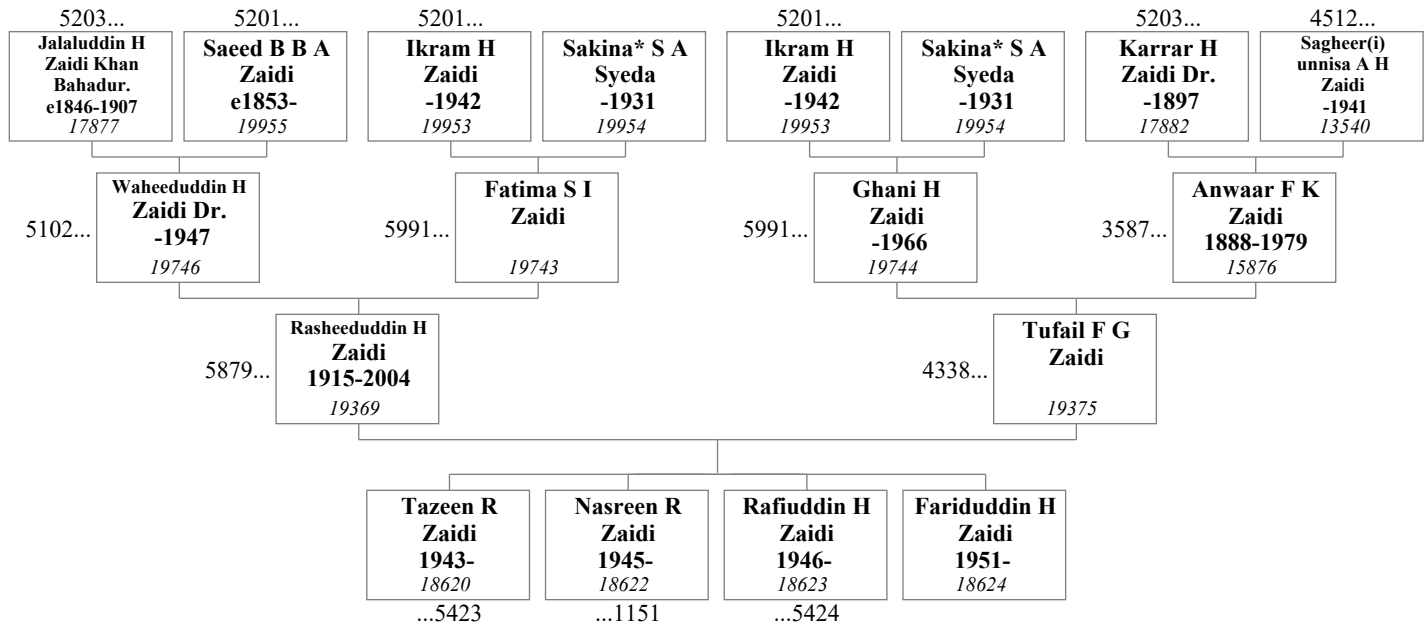 5203...
5201...
5201...
5201...
5203...
4512...
Jalaluddin H
Zaidi Khan
Bahadur.
e1846-1907
17877
Saeed B B A
Zaidi
e1853-
19955
Ikram H
Zaidi
-1942
19953
Sakina* S A
Syeda
-1931
19954
Ikram H
Zaidi
-1942
19953
Sakina* S A
Syeda
-1931
19954
Karrar H
Zaidi Dr.
-1897
17882
Sagheer(i)
unnisa A H
Zaidi
-1941
13540
5102...
Waheeduddin H
Zaidi Dr.
-1947
19746
5991...
Fatima S I
Zaidi
19743
5991...
Ghani H
Zaidi
-1966
19744
3587...
Anwaar F K
Zaidi
1888-1979
15876
5879...
Rasheeduddin H
Zaidi
1915-2004
19369
4338...
Tufail F G
Zaidi
19375
Tazeen R
Zaidi
1943-
18620
...5423
Nasreen R
Zaidi
1945-
18622
...1151
Rafiuddin H
Zaidi
1946-
18623
...5424
Fariduddin H
Zaidi
1951-
18624